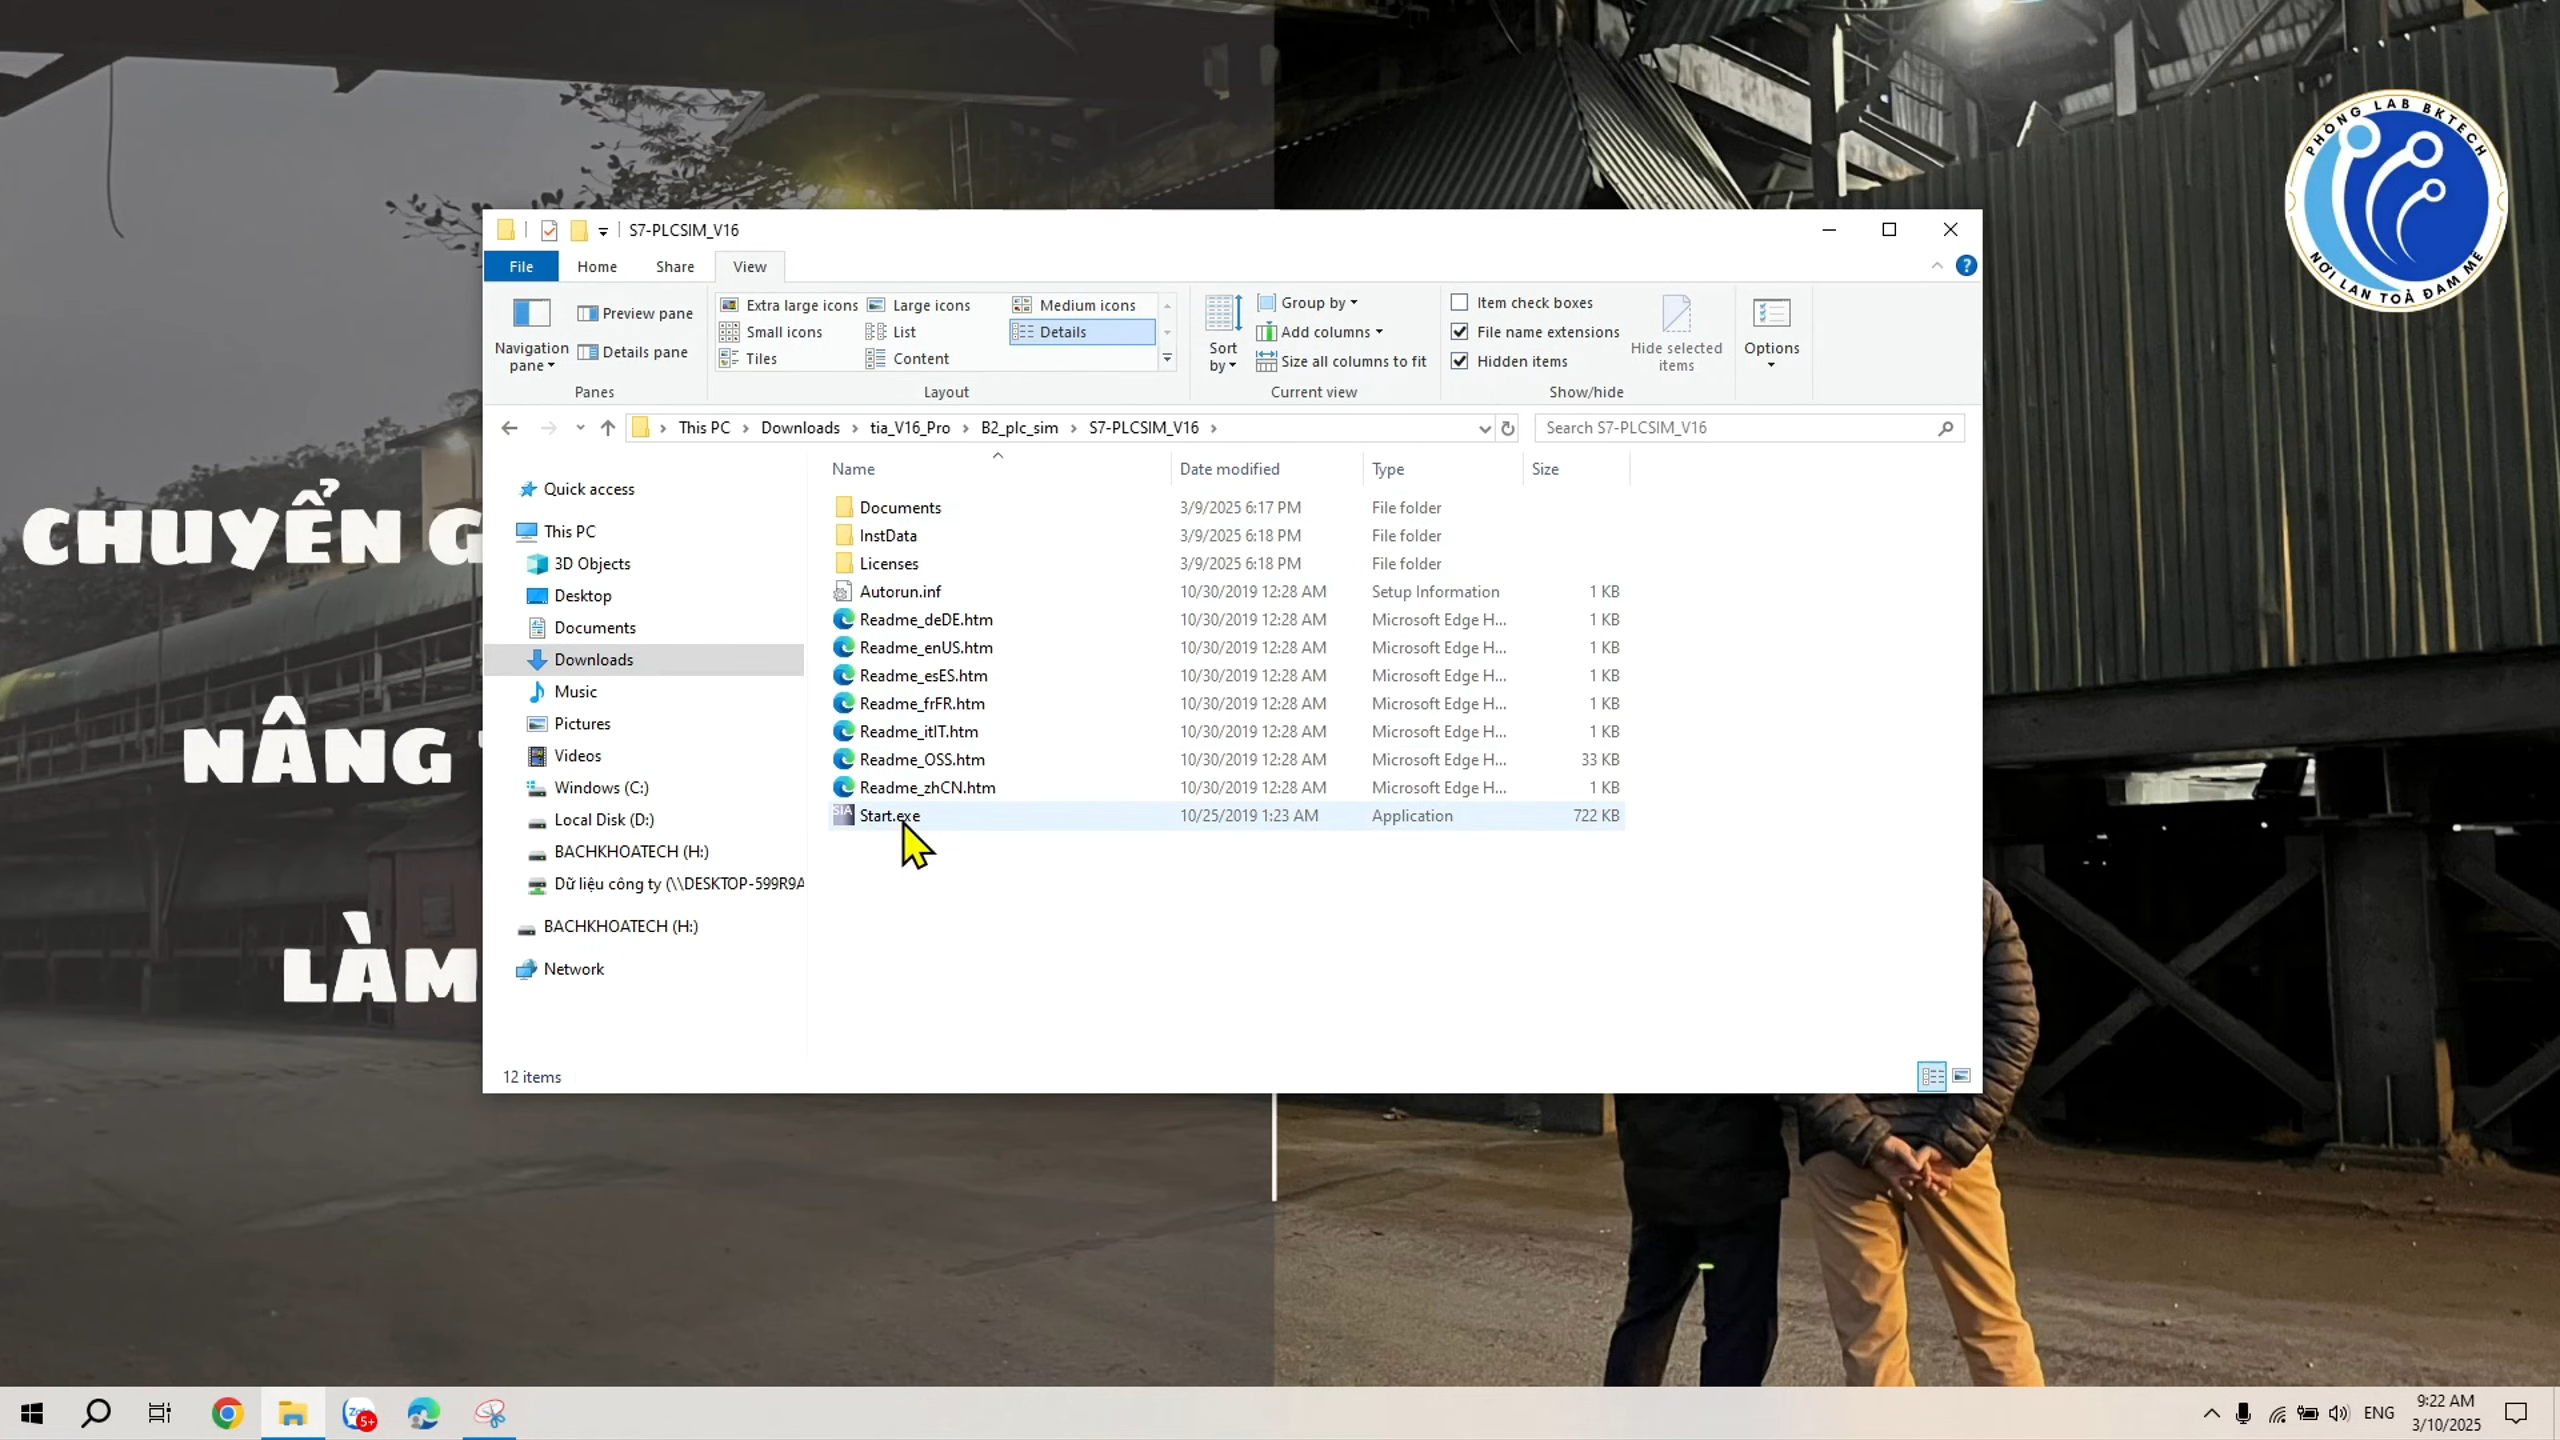 PHÒNG LAB BKTECH
NƠI LAN TOẢ ĐAM MÊ
CHUYỂN G
NÂNG
LÀM
S7-PLCSIM_V16
File
Home
Share
View
Navigation pane
Preview pane
Details pane
Panes
Extra large icons
Large icons
Medium icons
Small icons
List
Details
Tiles
Content
Layout
Sort by
Group by
Add columns
Size all columns to fit
Current view
Item check boxes
File name extensions
Hidden items
Hide selected items
Show/hide
Options
This PC > Downloads > tia_V16_Pro > B2_plc_sim > S7-PLCSIM_V16 >
Search S7-PLCSIM_V16
Quick access
This PC
3D Objects
Desktop
Documents
Downloads
Music
Pictures
Videos
Windows (C:)
Local Disk (D:)
BACHKHOATECH (H:)
Dữ liệu công ty (\\DESKTOP-599R9A
BACHKHOATECH (H:)
Network
Name Date modified Type Size
Documents 3/9/2025 6:17 PM File folder
InstData 3/9/2025 6:18 PM File folder
Licenses 3/9/2025 6:18 PM File folder
Autorun.inf 10/30/2019 12:28 AM Setup Information 1 KB
Readme_deDE.htm 10/30/2019 12:28 AM Microsoft Edge H... 1 KB
Readme_enUS.htm 10/30/2019 12:28 AM Microsoft Edge H... 1 KB
Readme_esES.htm 10/30/2019 12:28 AM Microsoft Edge H... 1 KB
Readme_frFR.htm 10/30/2019 12:28 AM Microsoft Edge H... 1 KB
Readme_itIT.htm 10/30/2019 12:28 AM Microsoft Edge H... 1 KB
Readme_OSS.htm 10/30/2019 12:28 AM Microsoft Edge H... 33 KB
Readme_zhCN.htm 10/30/2019 12:28 AM Microsoft Edge H... 1 KB
Start.exe 10/25/2019 1:23 AM Application 722 KB
12 items
5+
ENG
9:22 AM
3/10/2025